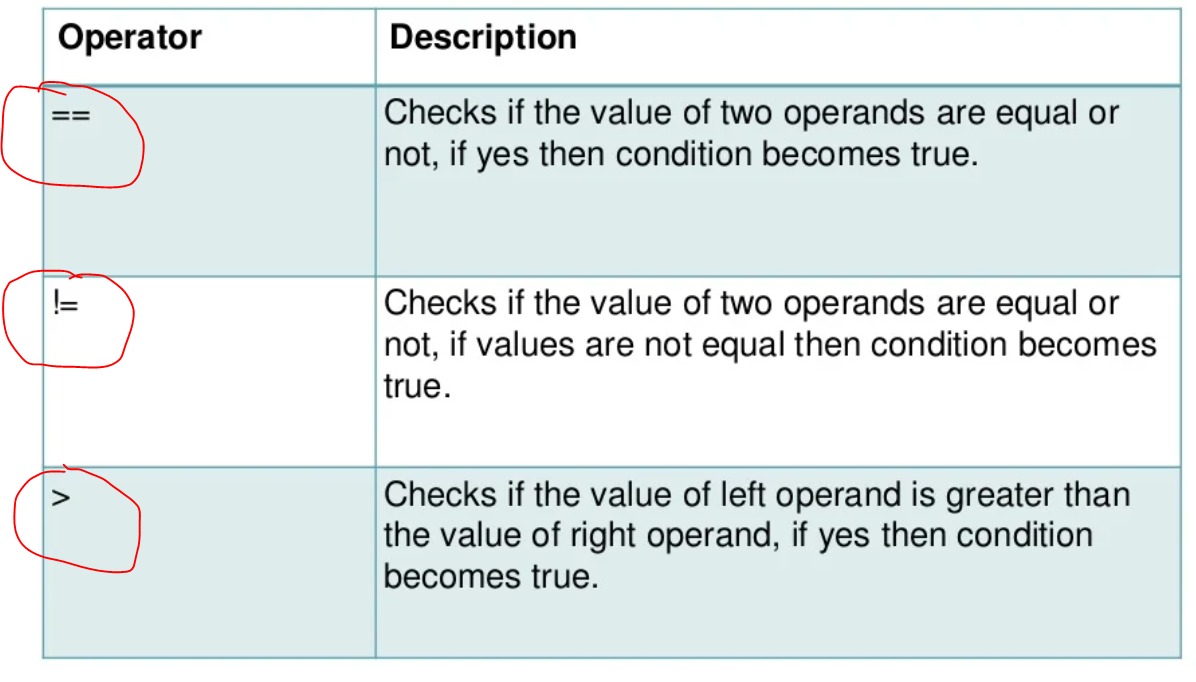 Operator Description
== Checks if the value of two operands are equal or
not, if yes then condition becomes true.
!= Checks if the value of two operands are equal or
not, if values are not equal then condition becomes
true.
> Checks if the value of left operand is greater than
the value of right operand, if yes then condition
becomes true.